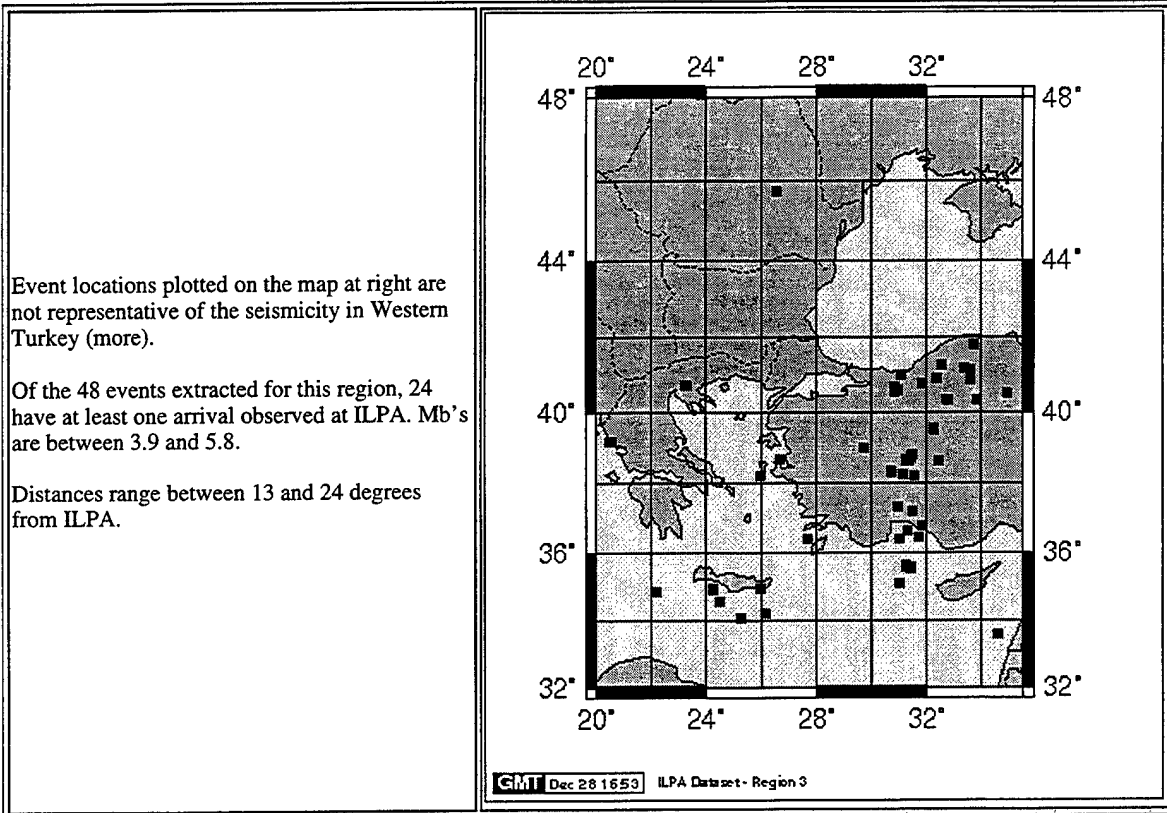 Event locations plotted on the map at right are
not representative of the seismicity in Western
Turkey (more).
Of the 48 events extracted for this region, 24
have at least one arrival observed at ILPA. Mb's
are between 3.9 and 5.8.
Distances range between 13 and 24 degrees
from ILPA.
20° 24° 28° 32°
48° 48°
44° 44°
40° 40°
36° 36°
32° 32°
20° 24° 28° 32°
GMT Dec 28 1653 ILPA Dataset - Region 3